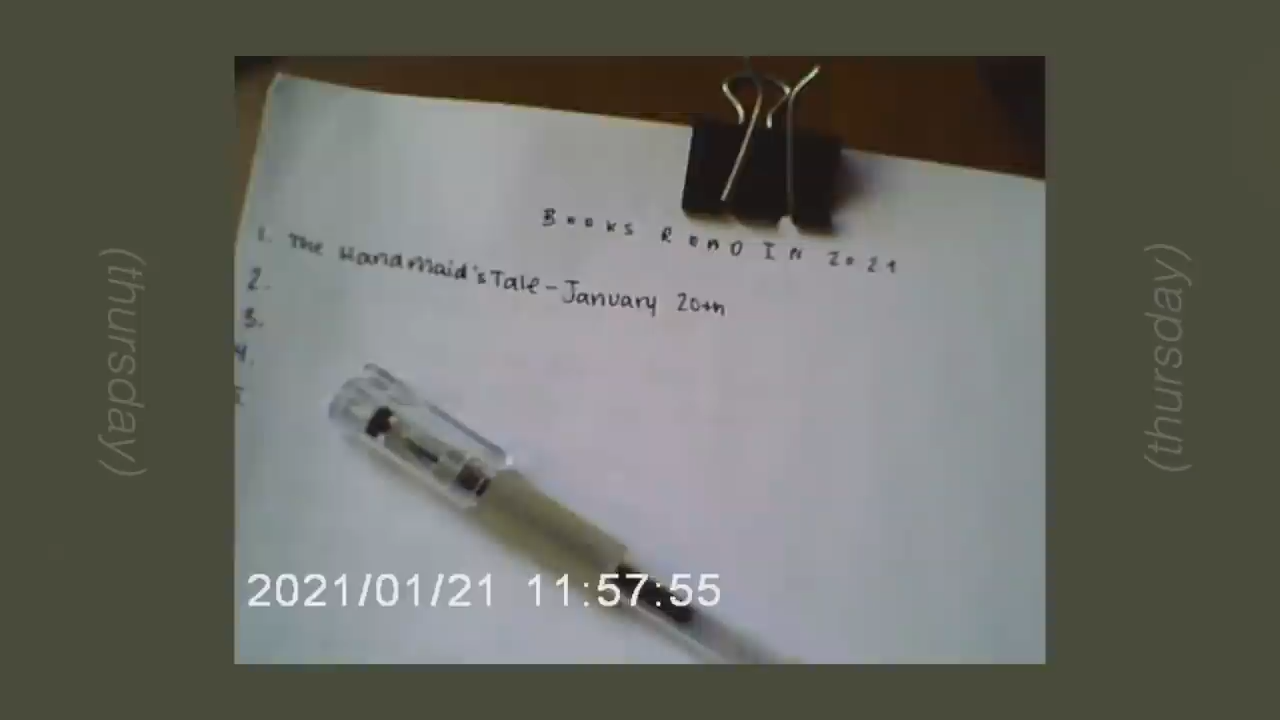 (thursday)
Books READ IN 2021
1. The Handmaid's Tale - January 20th
2.
3.
4.
2021/01/21 11:57:55
(thursday)